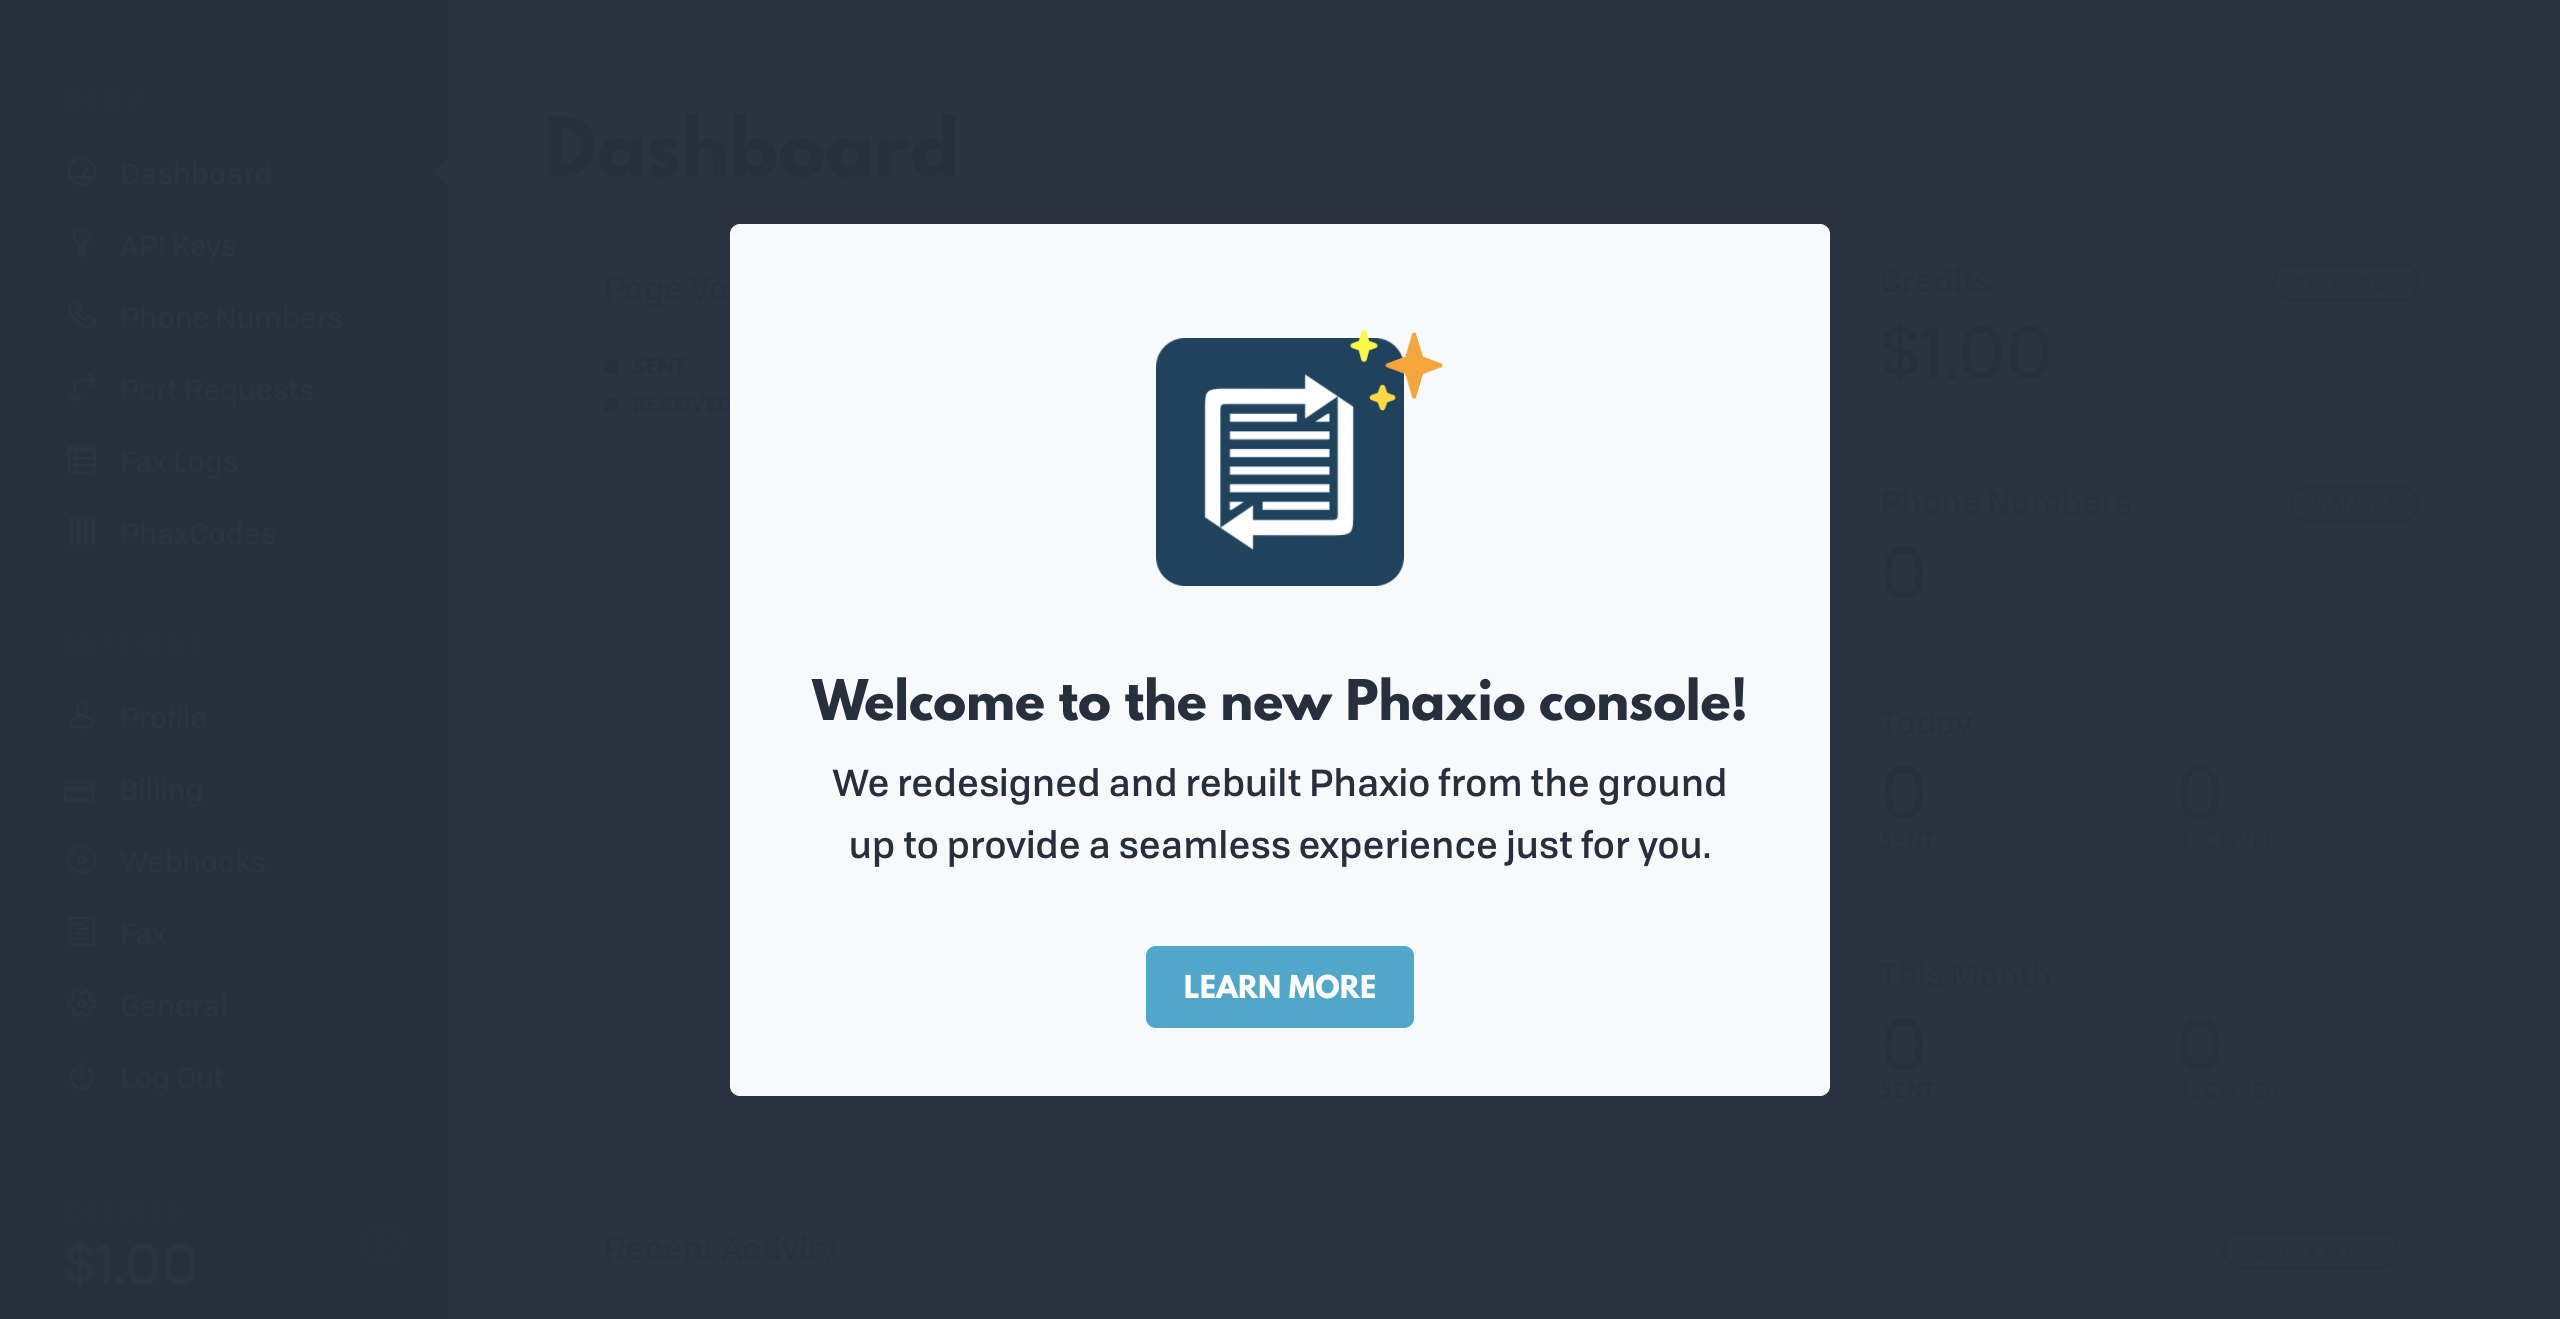 Dashboard
API Keys
Phone Numbers
Port Requests
Fax Logs
PhaxCodes
Profile
Billing
Webhooks
Fax
General
Log Out
$1.00
Dashboard
Page Vo
SENT
RECEIVED
Welcome to the new Phaxio console!
We redesigned and rebuilt Phaxio from the ground
up to provide a seamless experience just for you.
LEARN MORE
Credits
RECHARGE
$1.00
Phone Numbers
MANAGE
0
Today
0
SENT
0
RECEIVED
This Month
0
SENT
0
RECEIVED
Recent Activity